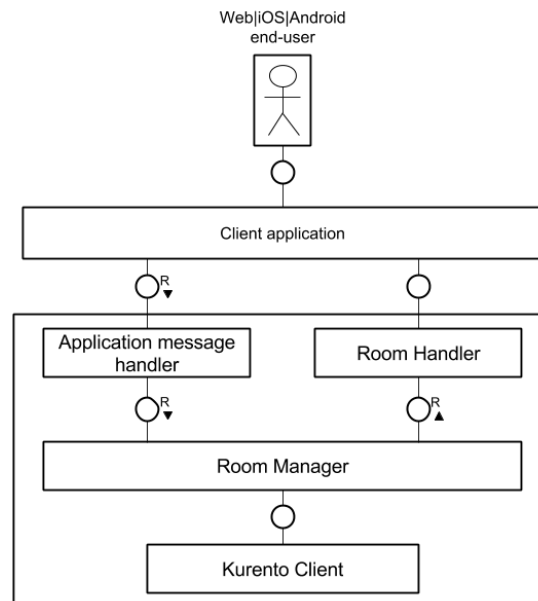 Web|iOS|Android
end-user
Client application
R
Application message
handler
Room Handler
R
R
Room Manager
Kurento Client